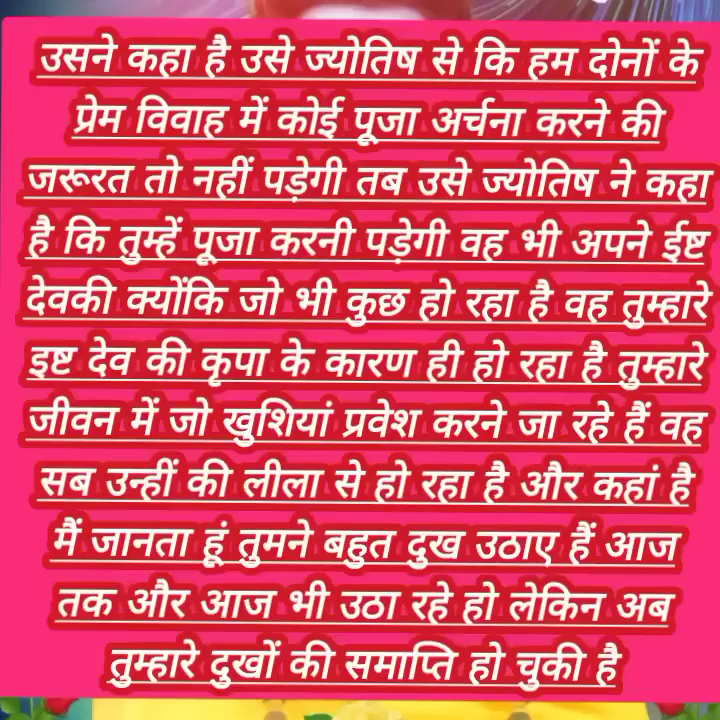 उसने कहा है उसे ज्योतिष से कि हम दोनों के
प्रेम विवाह में कोई पूजा अर्चना करने की
जरूरत तो नहीं पड़ेगी तब उसे ज्योतिष ने कहा
है कि तुम्हें पूजा करनी पड़ेगी वह भी अपने ईष्ट
देवकी क्योंकि जो भी कुछ हो रहा है वह तुम्हारे
इष्ट देव की कृपा के कारण ही हो रहा है तुम्हारे
जीवन में जो खुशियां प्रवेश करने जा रहे हैं वह
सब उन्हीं की लीला से हो रहा है और कहां है
मैं जानता हूं तुमने बहुत दुख उठाए हैं आज
तक और आज भी उठा रहे हो लेकिन अब
तुम्हारे दुखों की समाप्ति हो चुकी है